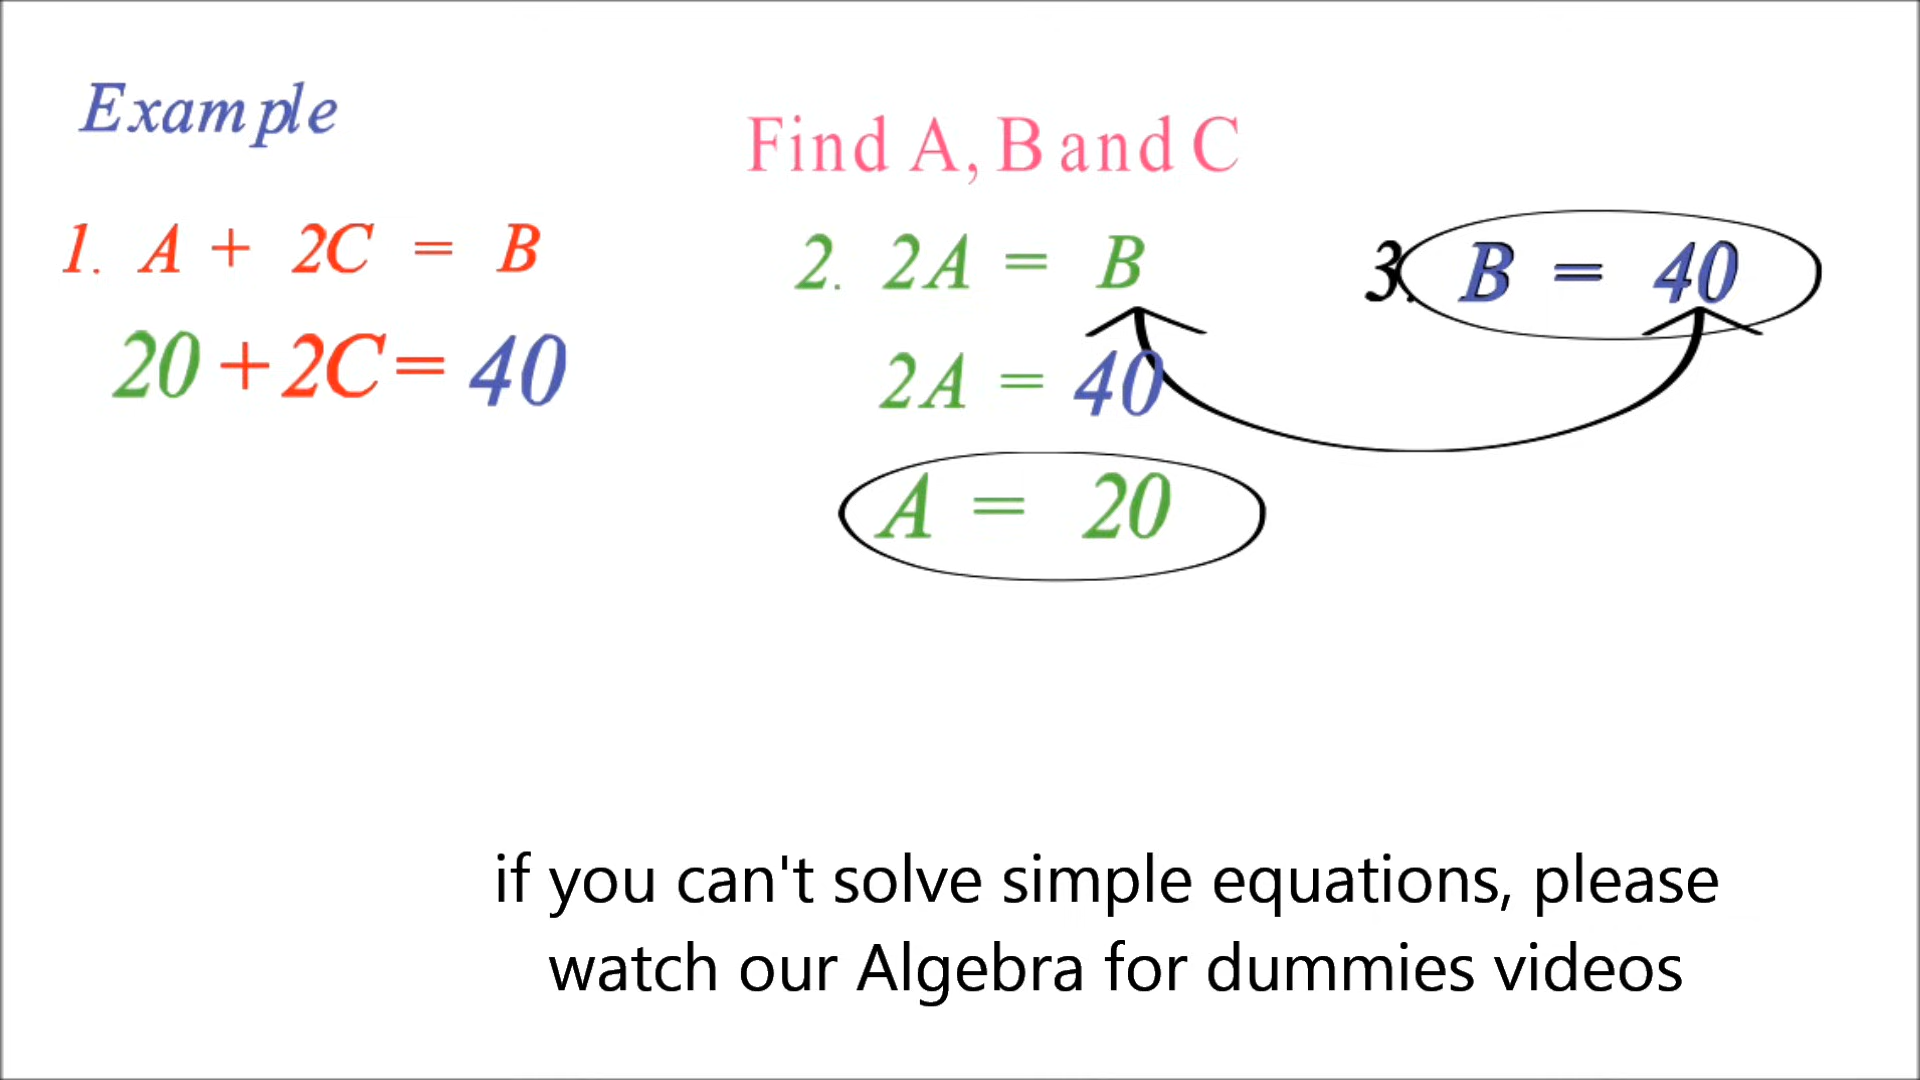 Example
Find A, B and C
1. A + 2C = B
2. 2A = B
3. B = 40
20 + 2C = 40
2A = 40
A = 20
if you can't solve simple equations, please
watch our Algebra for dummies videos